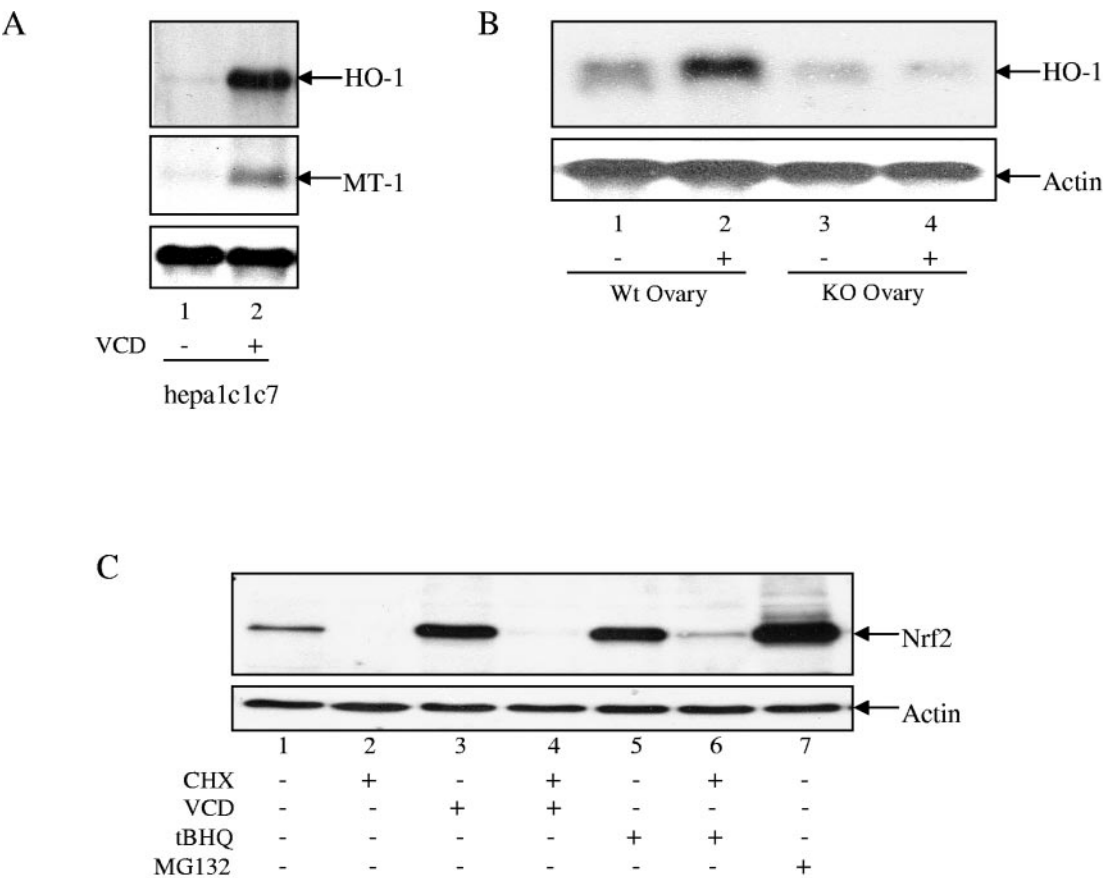 A
HO-1
MT-1
1 2
VCD - +
hepa1c1c7
B
HO-1
Actin
1 2 3 4
- + - +
Wt Ovary KO Ovary
C
Nrf2
Actin
1 2 3 4 5 6 7
CHX - + - + - + -
VCD - - + + - - -
tBHQ - - - - + + -
MG132 - - - - - - +